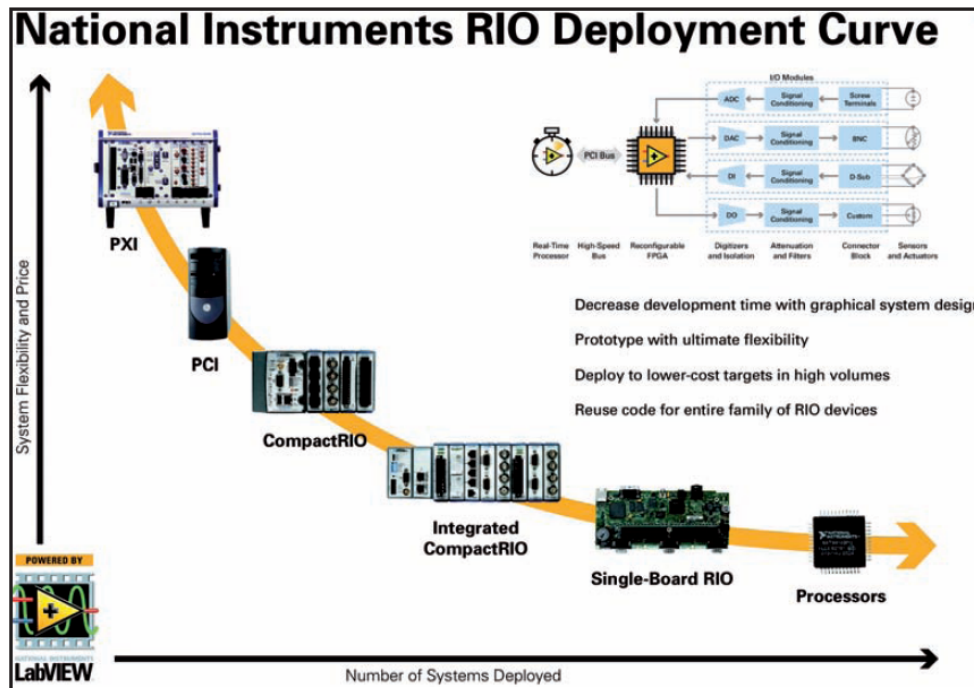 National Instruments RIO Deployment Curve
System Flexibility and Price
PXI
PCI
CompactRIO
Integrated
CompactRIO
Single-Board RIO
Processors
Number of Systems Deployed
I/O Modules
ADC
Signal
Conditioning
Screw
Terminals
PCI Bus
DAC
Signal
Conditioning
BNC
DI
Signal
Conditioning
D-Sub
DO
Signal
Conditioning
Custom
Real-Time
Processor
High-Speed
Bus
Reconfigurable
FPGA
Digitizers
and Isolation
Attenuation
and Filters
Connector
Block
Sensors
and Actuators
Decrease development time with graphical system design
Prototype with ultimate flexibility
Deploy to lower-cost targets in high volumes
Reuse code for entire family of RIO devices
POWERED BY
NATIONAL INSTRUMENTS
LabVIEW